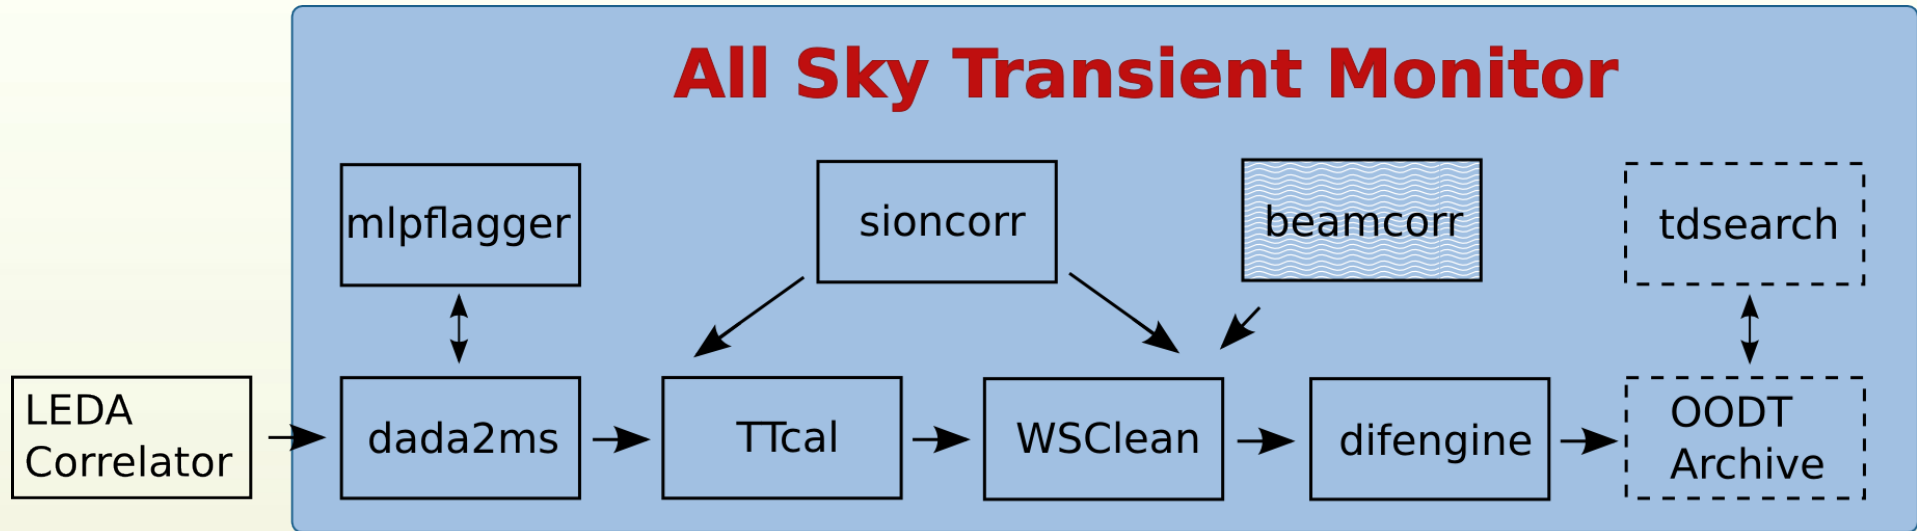 All Sky Transient Monitor
mlpflagger
sioncorr
beamcorr
tdsearch
LEDA
Correlator
dada2ms
TTcal
WSClean
difengine
OODT
Archive